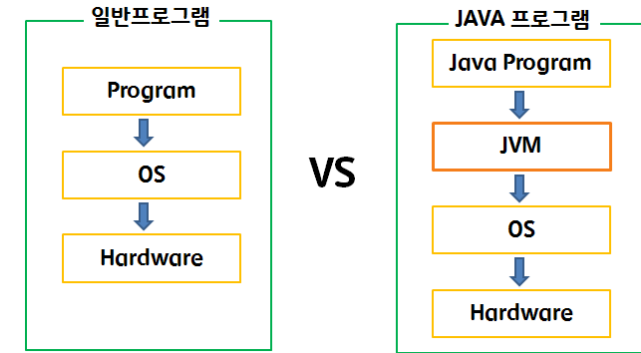 일반프로그램
Program
OS
Hardware
VS
JAVA 프로그램
Java Program
JVM
OS
Hardware